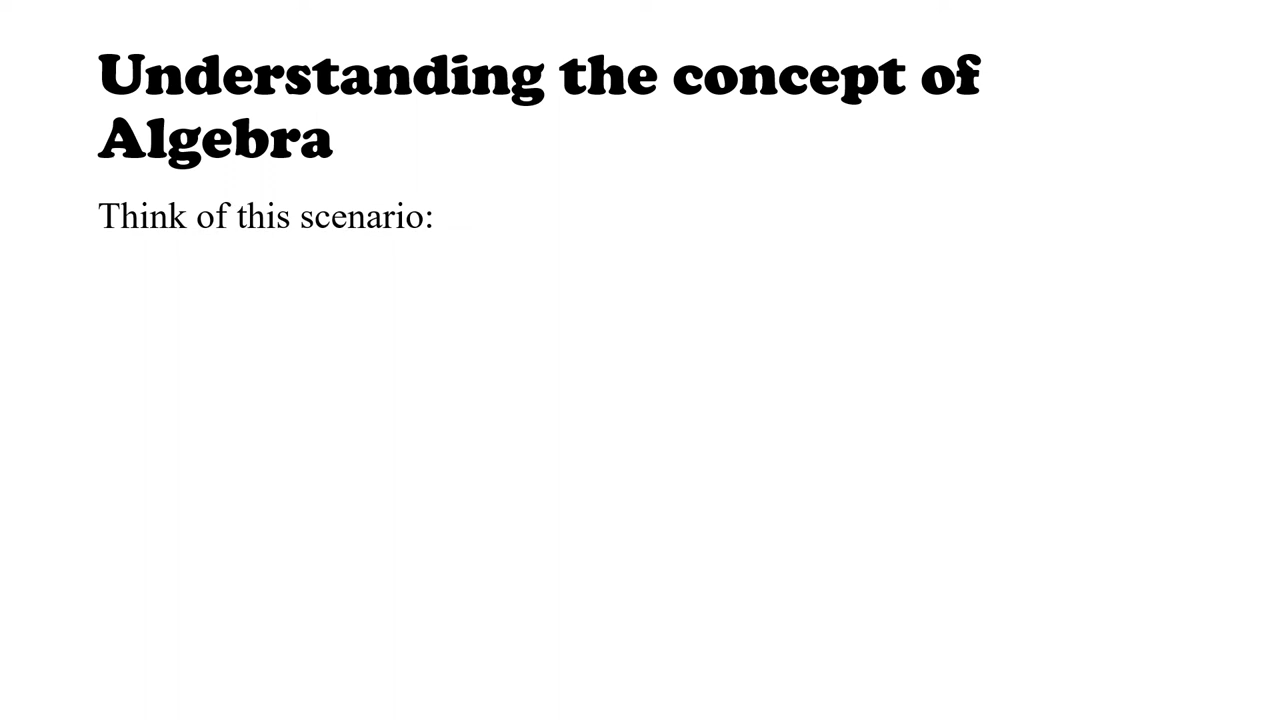 Understanding the concept of
Algebra
Think of this scenario: